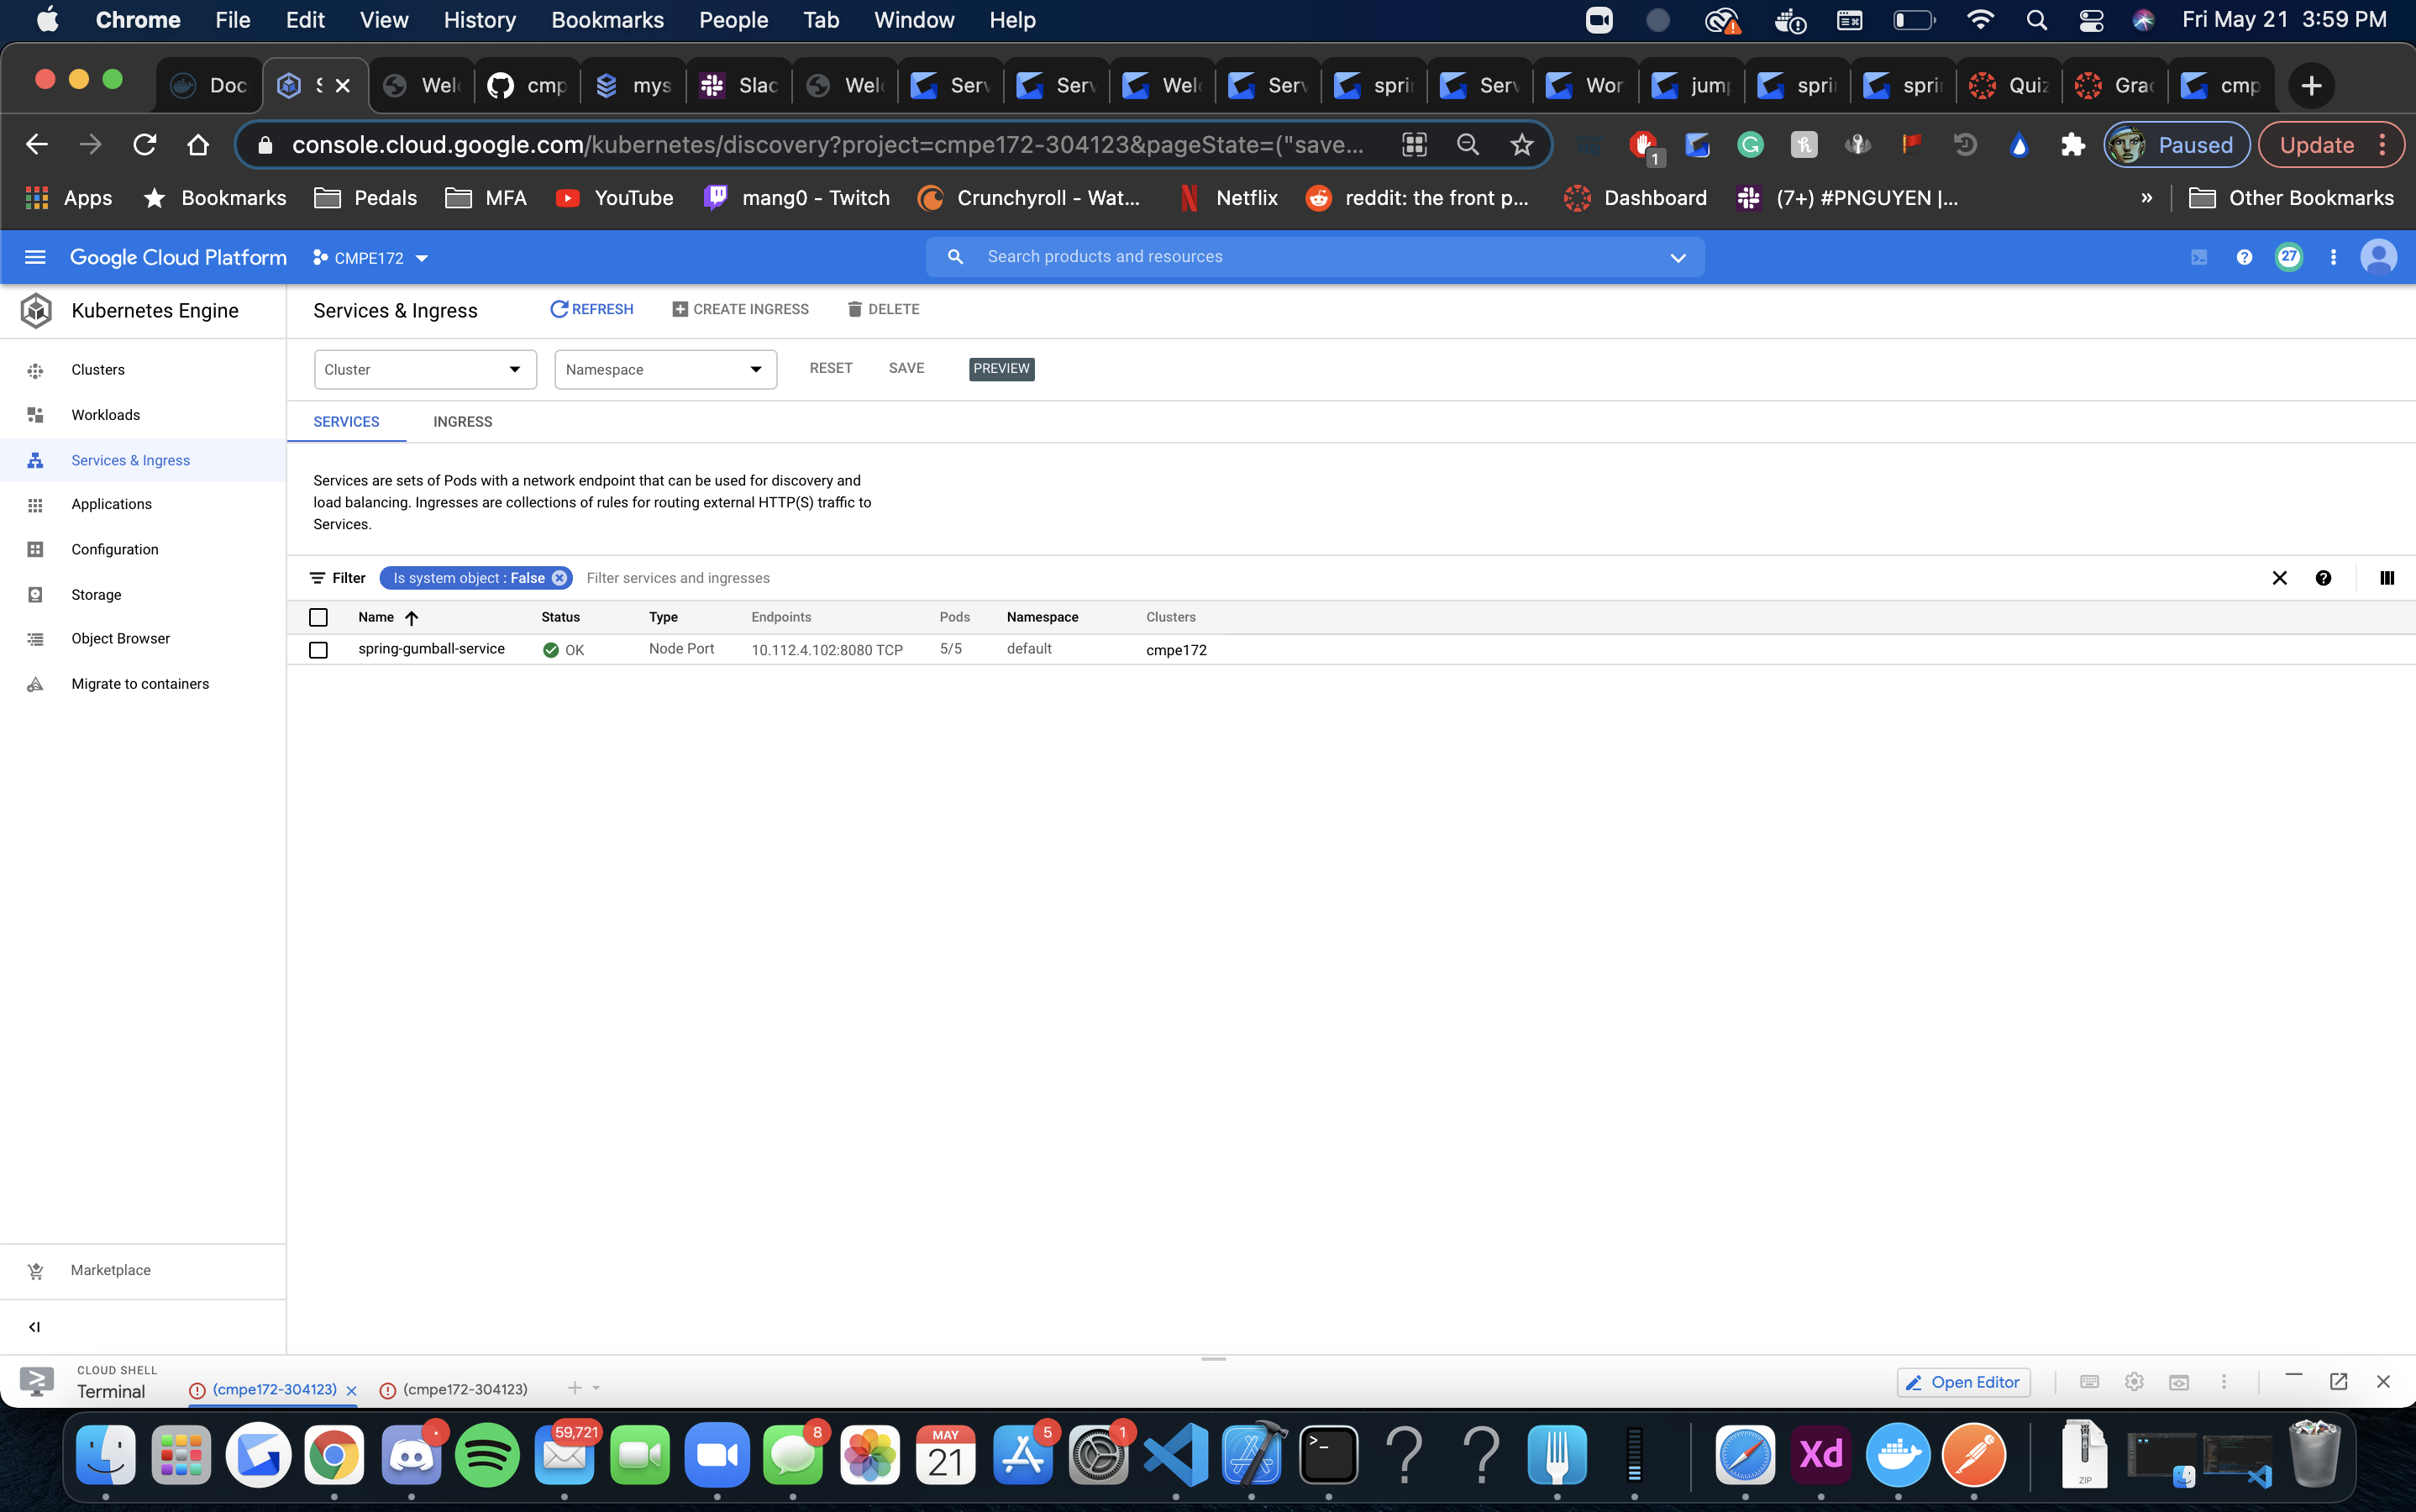 Chrome File Edit View History Bookmarks People Tab Window Help Fri May 21 3:59 PM
Doc S Welc cmp mys Slac Welc Serv Serv Welc Serv sprin Serv Wor jump sprin sprin Quiz Grac cmp
console.cloud.google.com/kubernetes/discovery?project=cmpe172-304123&pageState=("save... 1 Paused Update
Apps Bookmarks Pedals MFA YouTube mang0 - Twitch Crunchyroll - Wat... Netflix reddit: the front p... Dashboard (7+) #PNGUYEN |... » Other Bookmarks
Google Cloud Platform CMPE172 Search products and resources 27
Kubernetes Engine
Services & Ingress REFRESH CREATE INGRESS DELETE
Clusters
Workloads
Services & Ingress
Applications
Configuration
Storage
Object Browser
Migrate to containers
Marketplace
Cluster Namespace RESET SAVE PREVIEW
SERVICES INGRESS
Services are sets of Pods with a network endpoint that can be used for discovery and
load balancing. Ingresses are collections of rules for routing external HTTP(S) traffic to
Services.
Filter Is system object : False Filter services and ingresses
Name Status Type Endpoints Pods Namespace Clusters
spring-gumball-service OK Node Port 10.112.4.102:8080 TCP 5/5 default cmpe172
CLOUD SHELL
Terminal (cmpe172-304123) (cmpe172-304123) Open Editor
59,721 8 MAY 21 5 1 Xd ZIP